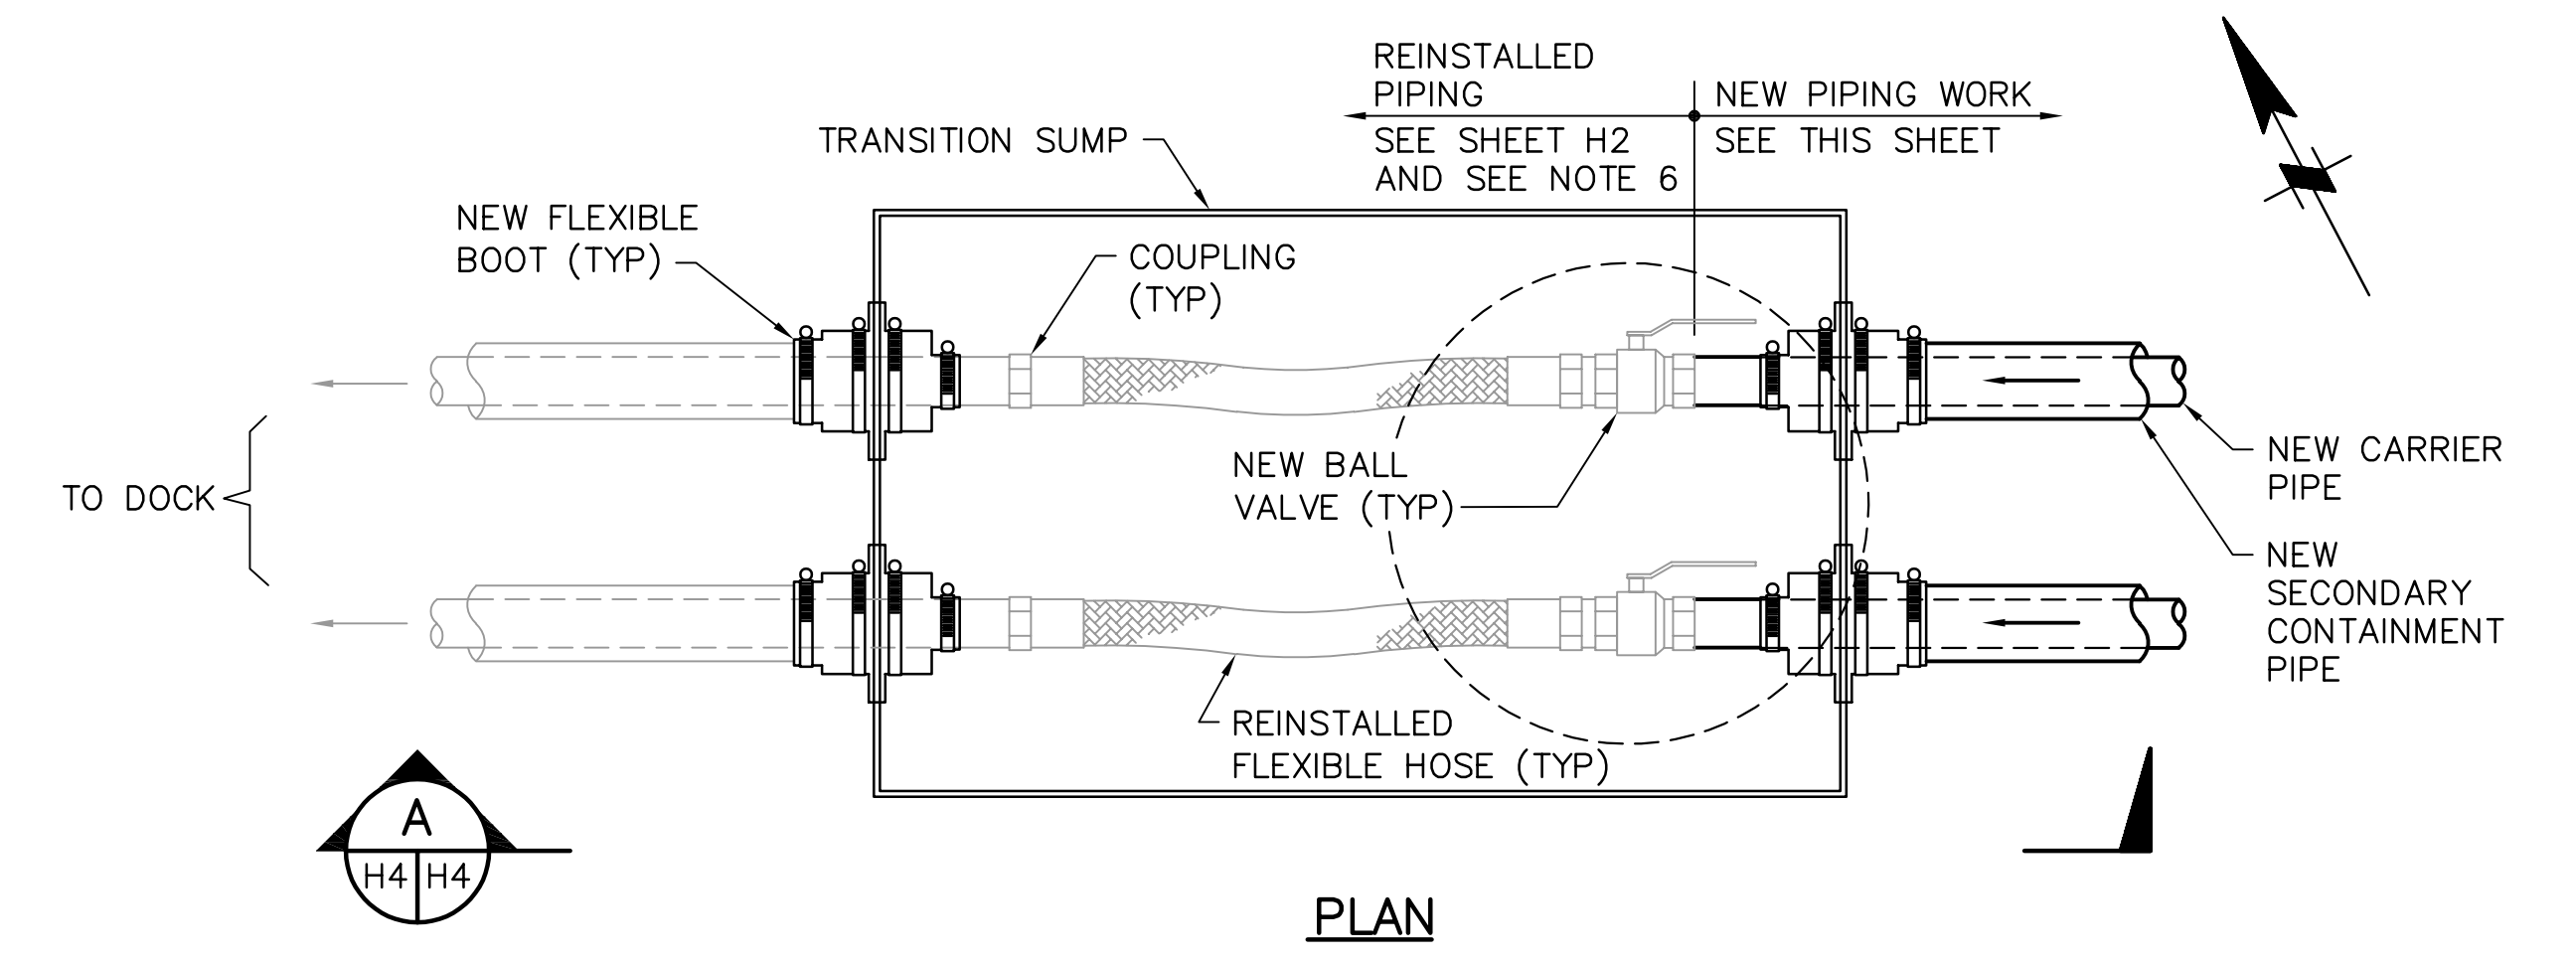 REINSTALLED
PIPING
NEW PIPING WORK
SEE SHEET H2
AND SEE NOTE 6
SEE THIS SHEET
TRANSITION SUMP
NEW FLEXIBLE
BOOT (TYP)
COUPLING
(TYP)
NEW BALL
VALVE (TYP)
NEW CARRIER
PIPE
TO DOCK
NEW
SECONDARY
CONTAINMENT
PIPE
REINSTALLED
FLEXIBLE HOSE (TYP)
A
H4 H4
PLAN